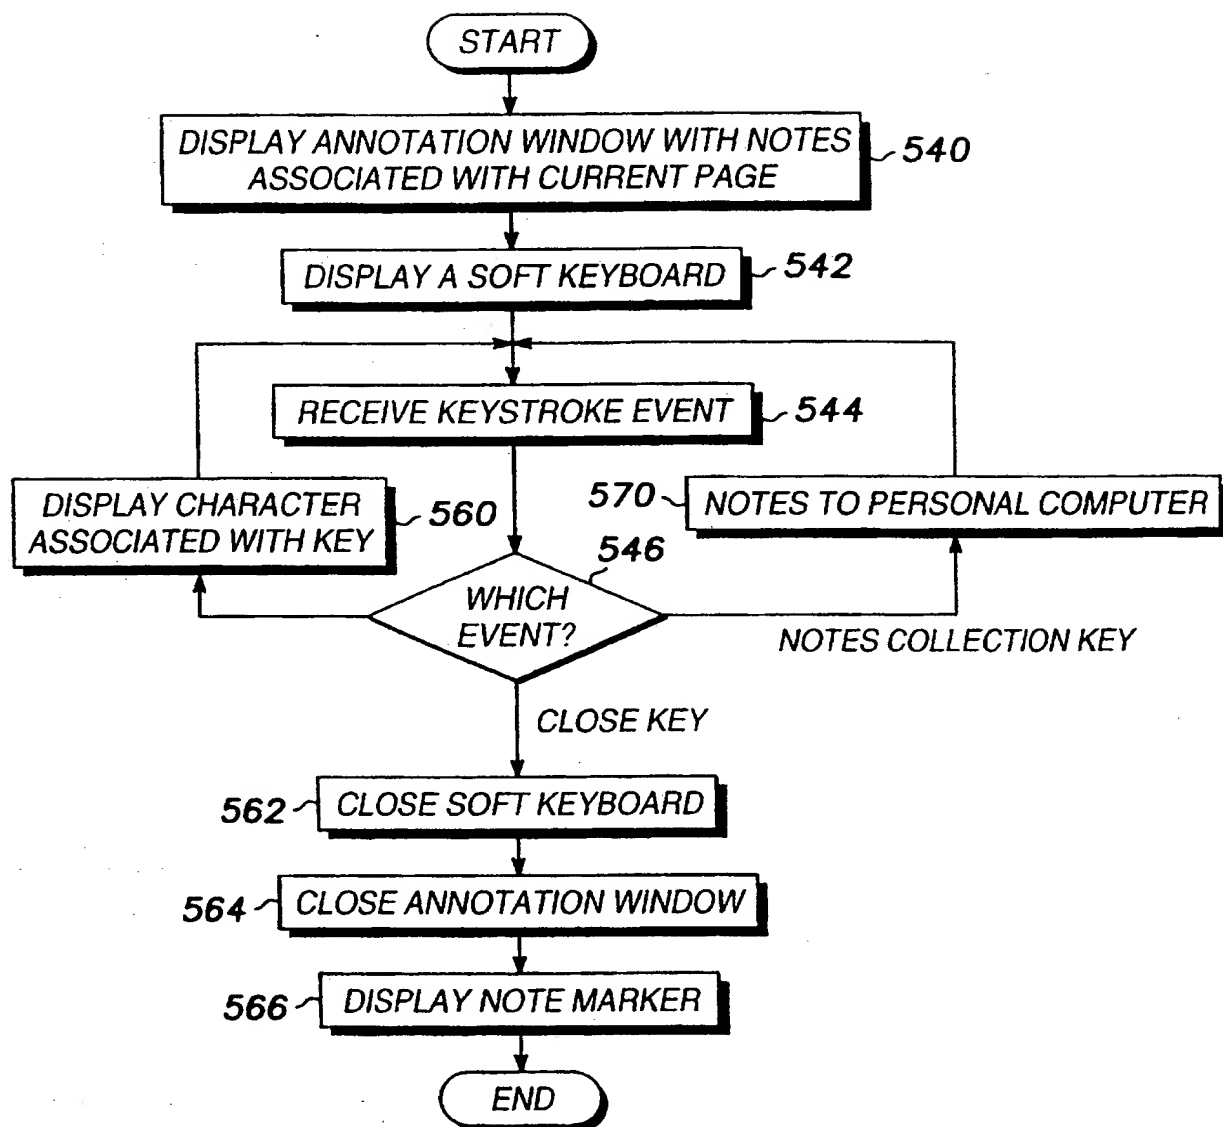 START
DISPLAY ANNOTATION WINDOW WITH NOTES
ASSOCIATED WITH CURRENT PAGE
540
DISPLAY A SOFT KEYBOARD
542
RECEIVE KEYSTROKE EVENT
544
DISPLAY CHARACTER
ASSOCIATED WITH KEY
560
570
NOTES TO PERSONAL COMPUTER
546
WHICH
EVENT?
NOTES COLLECTION KEY
CLOSE KEY
562
CLOSE SOFT KEYBOARD
564
CLOSE ANNOTATION WINDOW
566
DISPLAY NOTE MARKER
END